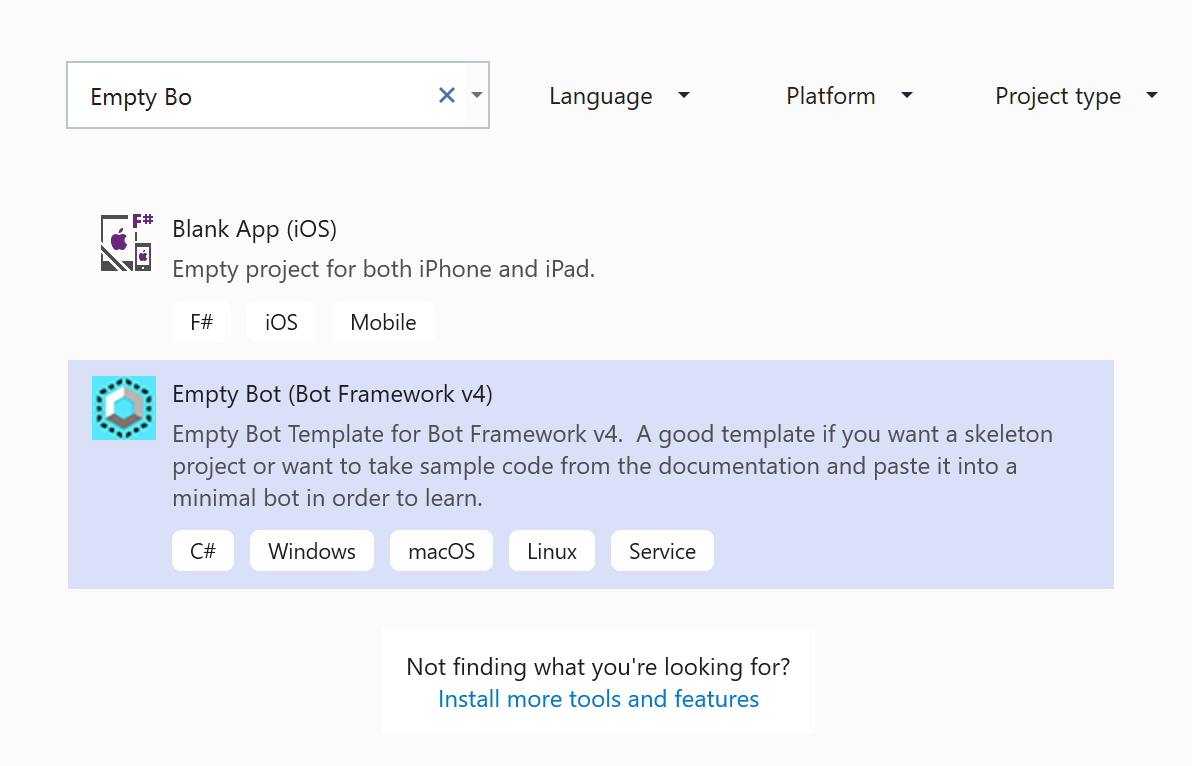 Empty Bo
Language
Platform
Project type
F#
Blank App (iOS)
Empty project for both iPhone and iPad.
F#
iOS
Mobile
Empty Bot (Bot Framework v4)
Empty Bot Template for Bot Framework v4.  A good template if you want a skeleton
project or want to take sample code from the documentation and paste it into a
minimal bot in order to learn.
C#
Windows
macOS
Linux
Service
Not finding what you're looking for?
Install more tools and features